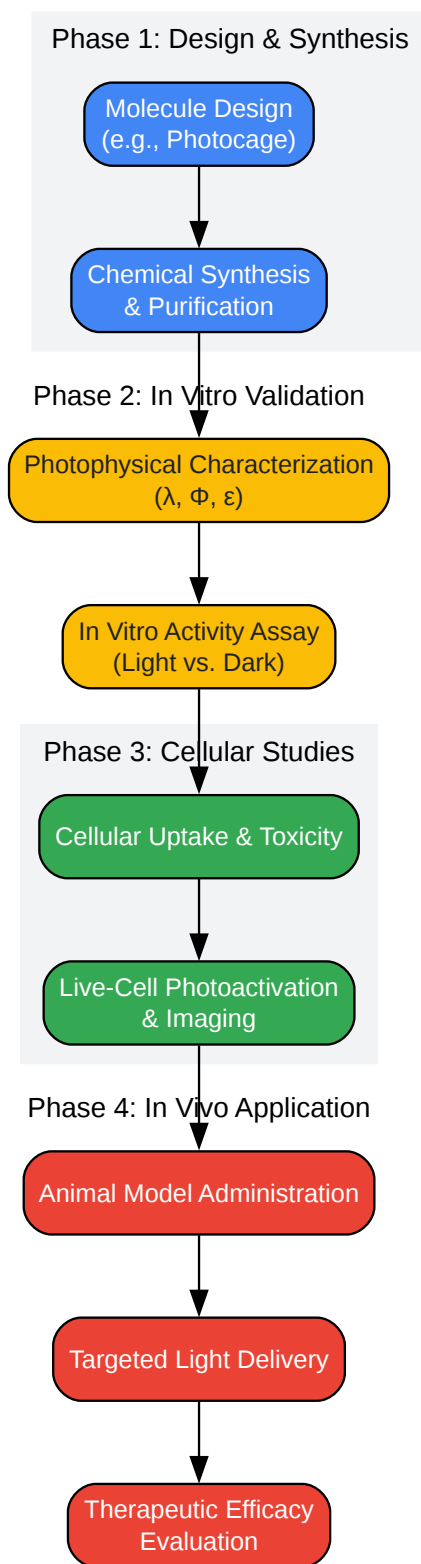 Phase 1: Design & Synthesis
Molecule Design
(e.g., Photocage)
Chemical Synthesis
& Purification
Phase 2: In Vitro Validation
Photophysical Characterization
(λ, Φ, ε)
In Vitro Activity Assay
(Light vs. Dark)
Phase 3: Cellular Studies
Cellular Uptake & Toxicity
Live-Cell Photoactivation
& Imaging
Phase 4: In Vivo Application
Animal Model Administration
Targeted Light Delivery
Therapeutic Efficacy
Evaluation